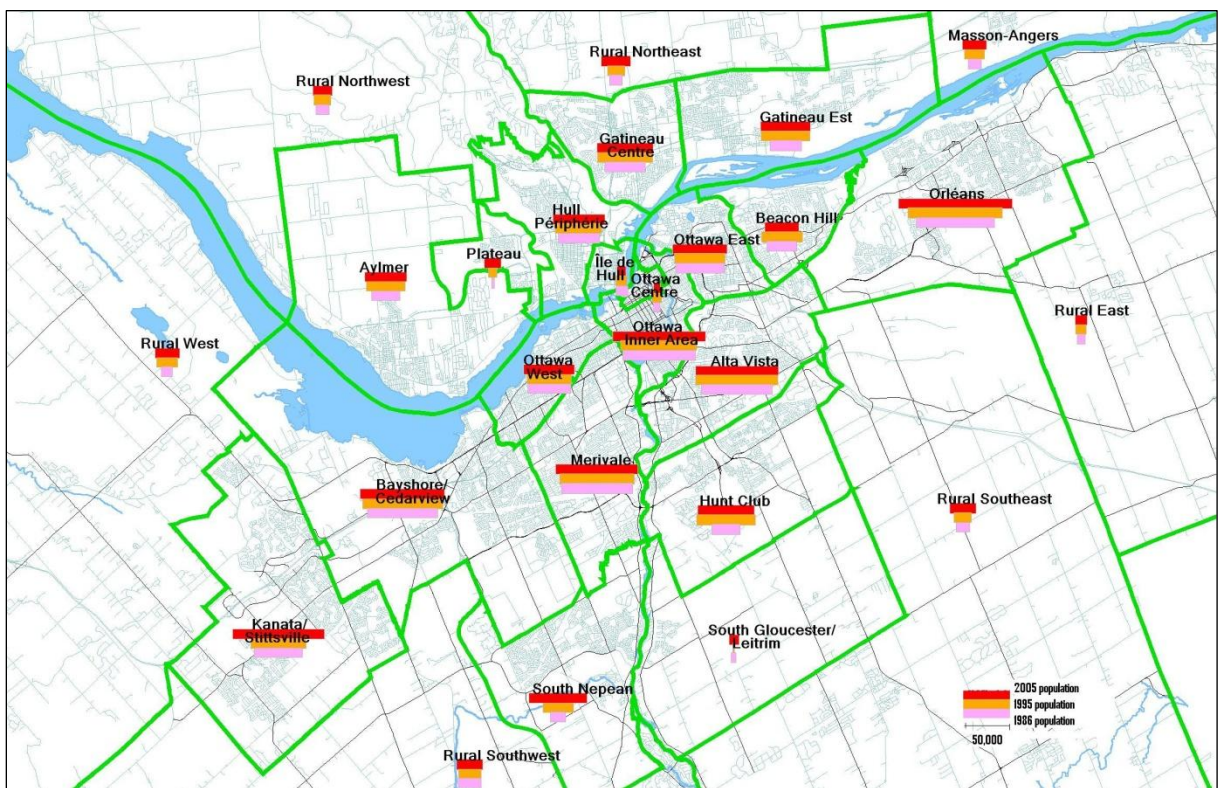 Masson-Angers
Rural Northeast
Rural Northwest
Gatineau Est
Gatineau
Centre
Orléans
Hull
Périphérie
Beacon Hill
Ottawa East
Plateau
Île de
Hull
Aylmer
Ottawa
Centre
Rural East
Ottawa
Inner Area
Rural West
Ottawa
West
Alta Vista
Merivale
Bayshore/
Cedarview
Hunt Club
Rural Southeast
Kanata/
Stittsville
South Gloucester/
Leitrim
South Nepean
2005 population
1995 population
1986 population
50,000
Rural Southwest